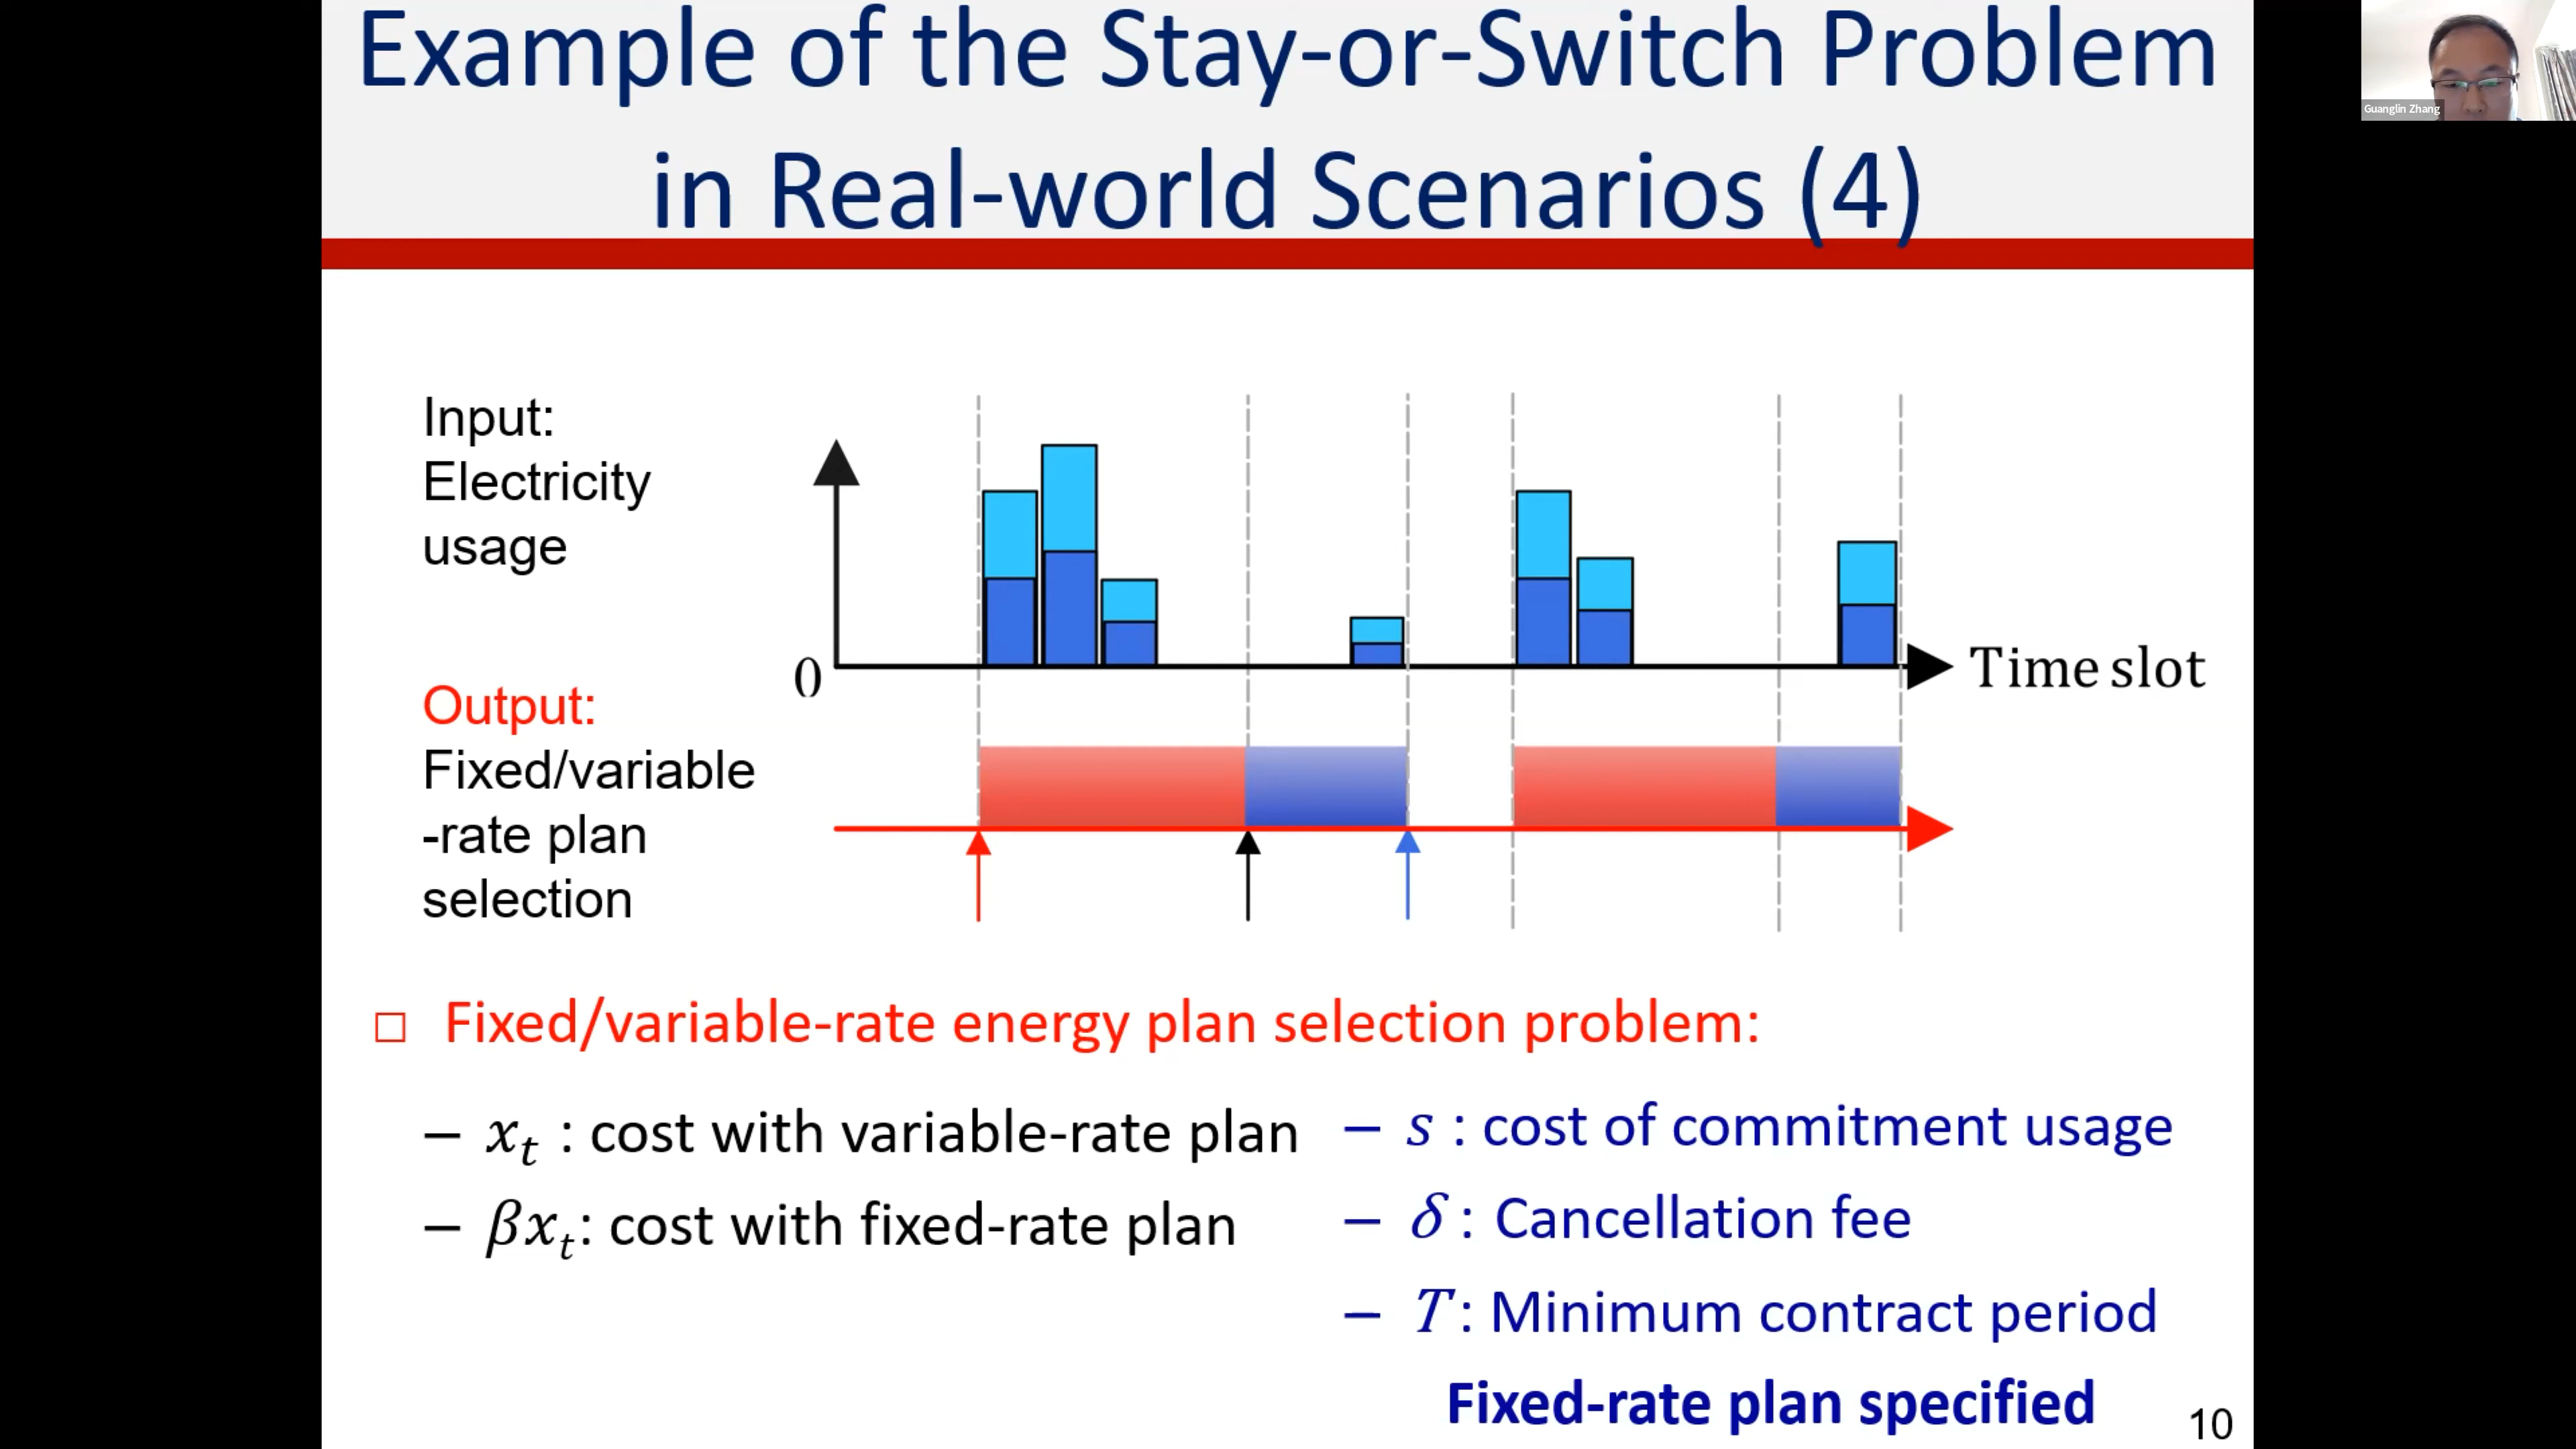 Example of the Stay-or-Switch Problem
in Real-world Scenarios (4)
Guanglin Zhang
Input:
Electricity
usage
0
Time slot
Output:
Fixed/variable
-rate plan
selection
□ Fixed/variable-rate energy plan selection problem:
– xₜ : cost with variable-rate plan
– βxₜ: cost with fixed-rate plan
– s : cost of commitment usage
– δ : Cancellation fee
– T : Minimum contract period
Fixed-rate plan specified
10